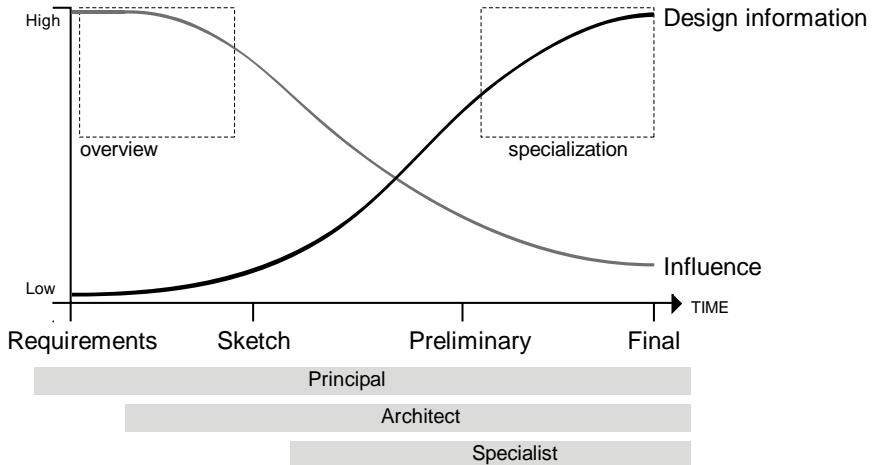 High
Design information
overview
specialization
Influence
Low
TIME
Requirements
Sketch
Preliminary
Final
Principal
Architect
Specialist